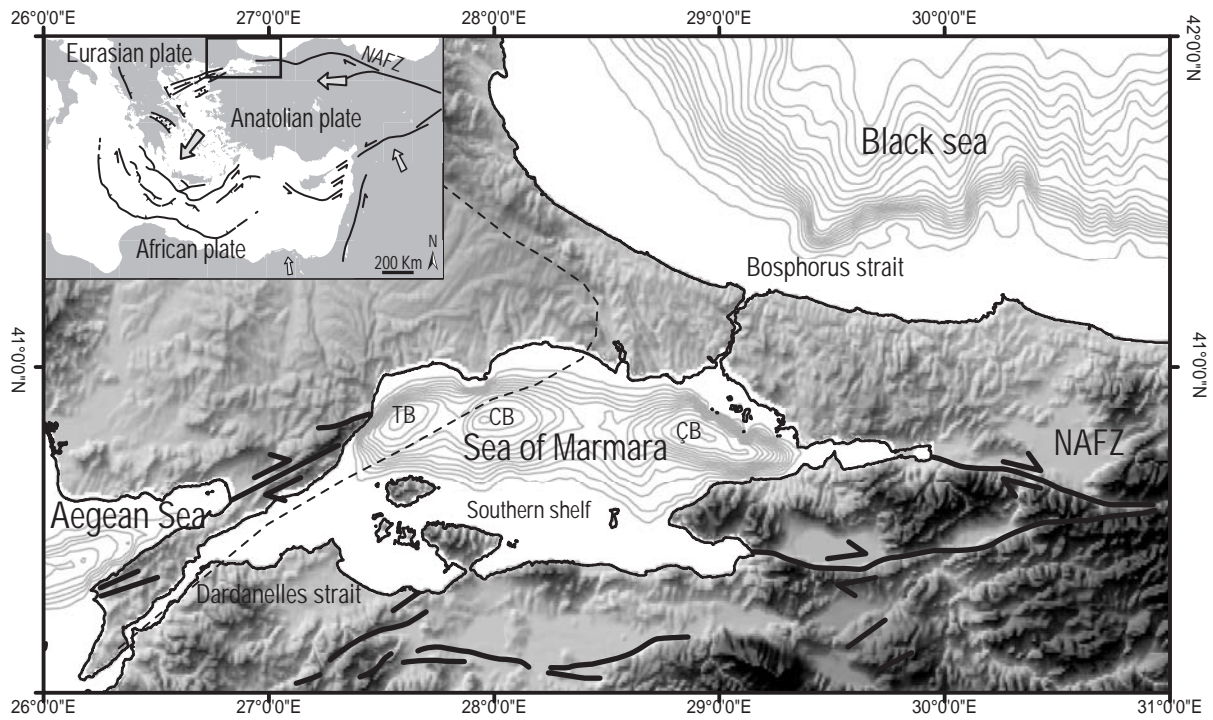 26°0'0"E 27°0'0"E 28°0'0"E 29°0'0"E 30°0'0"E 31°0'0"E
42°0'0"N
Eurasian plate
NAFZ
Anatolian plate
African plate
N
200 Km
Black sea
Bosphorus strait
41°0'0"N
41°0'0"N
TB
CB
ÇB
Sea of Marmara
NAFZ
Aegean Sea
Southern shelf
Dardanelles strait
26°0'0"E 27°0'0"E 28°0'0"E 29°0'0"E 30°0'0"E 31°0'0"E